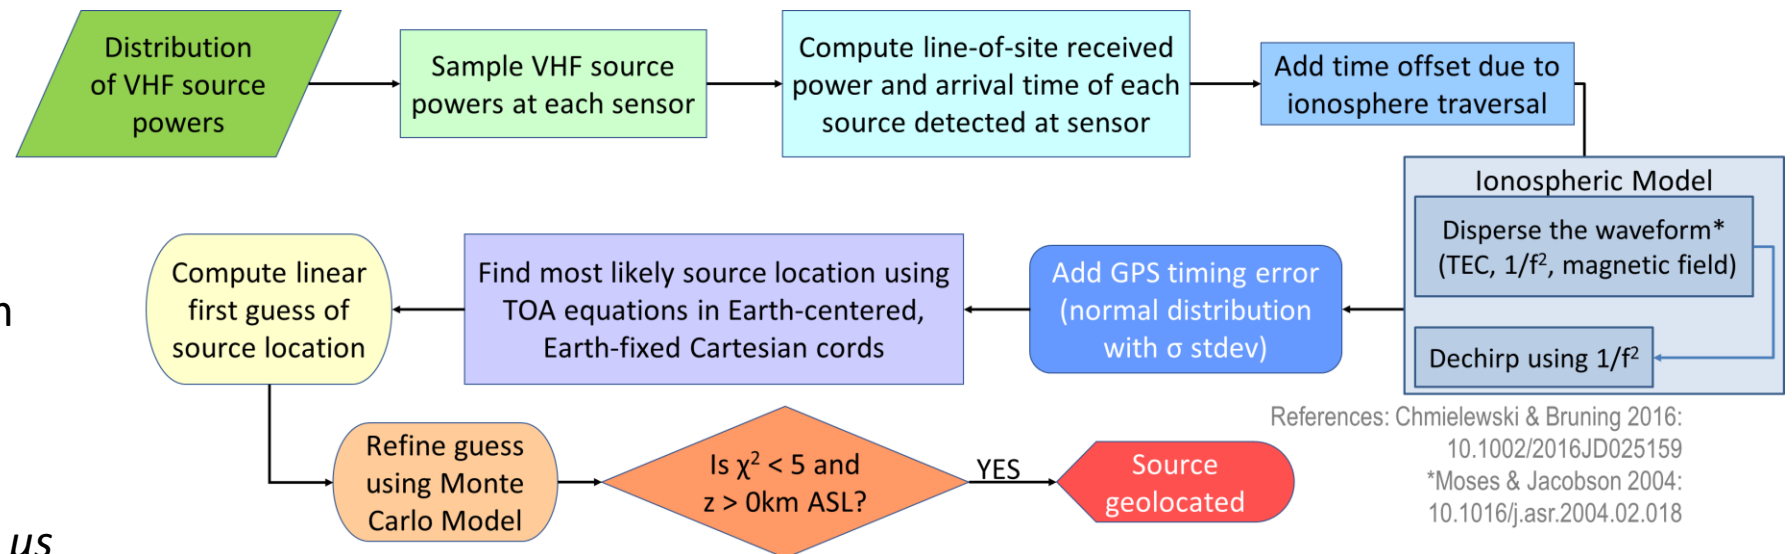 Distribution
of VHF source
powers
Sample VHF source
powers at each sensor
Compute line-of-site received
power and arrival time of each
source detected at sensor
Add time offset due to
ionosphere traversal
Ionospheric Model
Disperse the waveform*
(TEC, 1/f², magnetic field)
Dechirp using 1/f²
Add GPS timing error
(normal distribution
with σ stdev)
Find most likely source location using
TOA equations in Earth-centered,
Earth-fixed Cartesian cords
Compute linear
first guess of
source location
Refine guess
using Monte
Carlo Model
Is χ² < 5 and
z > 0km ASL?
YES
Source
geolocated
References: Chmielewski & Bruning 2016:
10.1002/2016JD025159
*Moses & Jacobson 2004:
10.1016/j.asr.2004.02.018
n
us